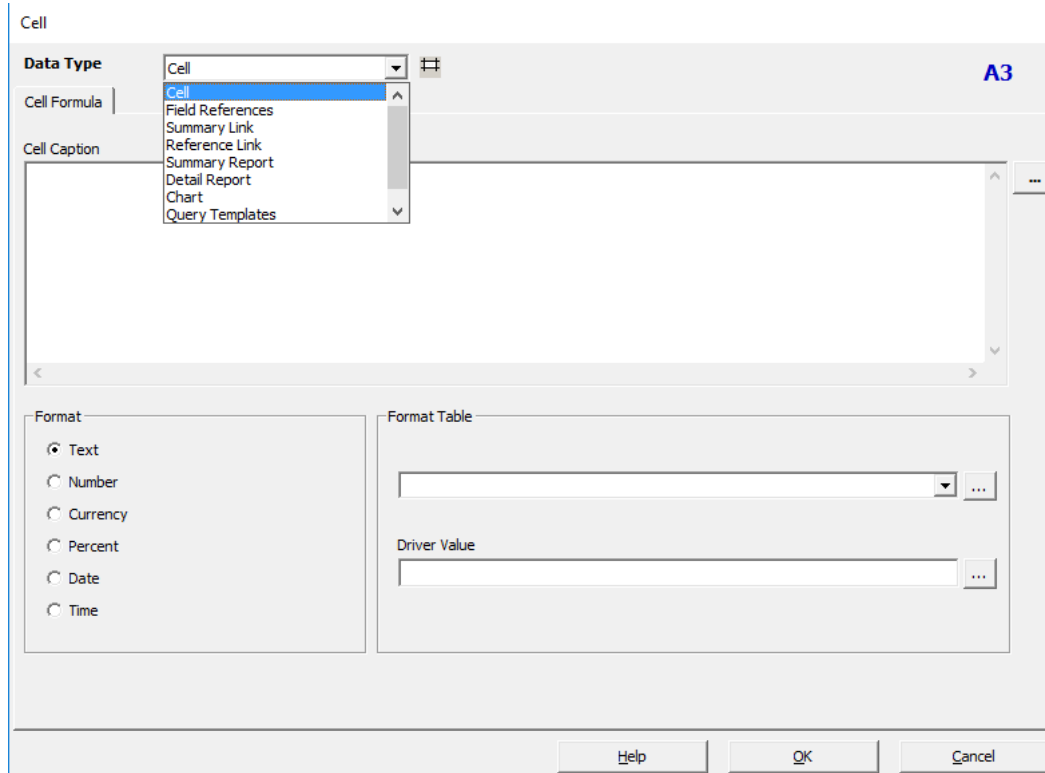 Cell
Data Type
Cell
A3
Cell Formula
Cell
Field References
Summary Link
Reference Link
Summary Report
Detail Report
Chart
Query Templates
Cell Caption
...
Format
Text
Number
Currency
Percent
Date
Time
Format Table
...
Driver Value
...
Help
OK
Cancel